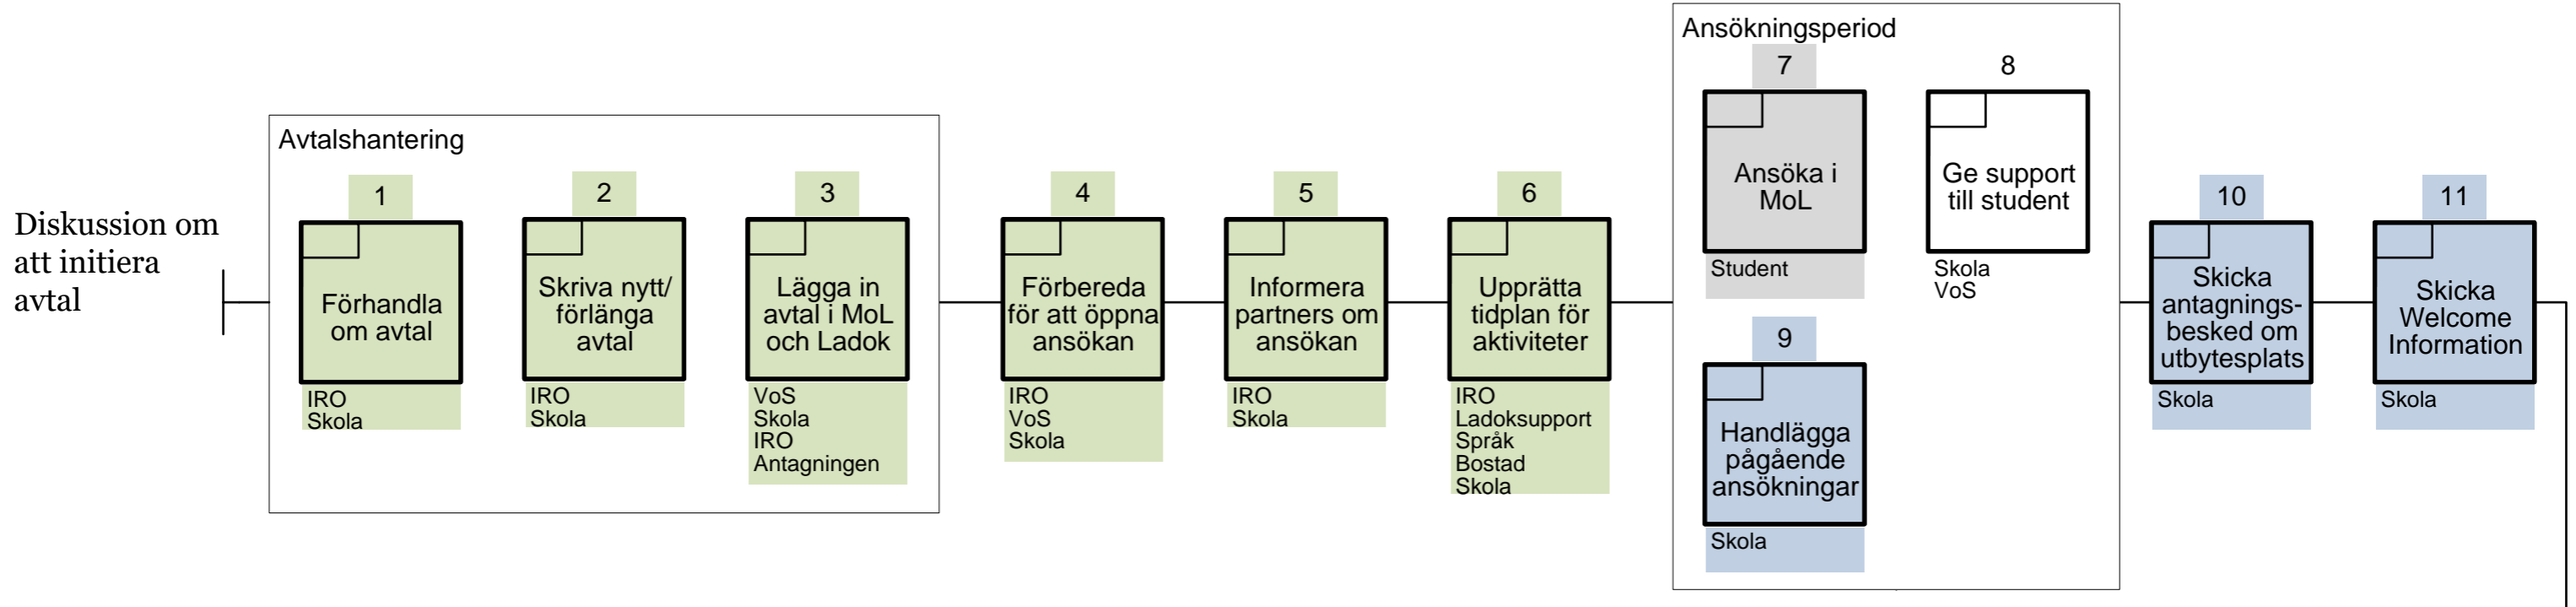 Diskussion om
att initiera
avtal
Avtalshantering
1
Förhandla
om avtal
IRO
Skola
2
Skriva nytt/
förlänga
avtal
IRO
Skola
3
Lägga in
avtal i MoL
och Ladok
VoS
Skola
IRO
Antagningen
4
Förbereda
för att öppna
ansökan
IRO
VoS
Skola
5
Informera
partners om
ansökan
IRO
Skola
6
Upprätta
tidplan för
aktiviteter
IRO
Ladoksupport
Språk
Bostad
Skola
Ansökningsperiod
7
Ansöka i
MoL
Student
8
Ge support
till student
Skola
VoS
9
Handlägga
pågående
ansökningar
Skola
10
Skicka
antagnings-
besked om
utbytesplats
Skola
11
Skicka
Welcome
Information
Skola